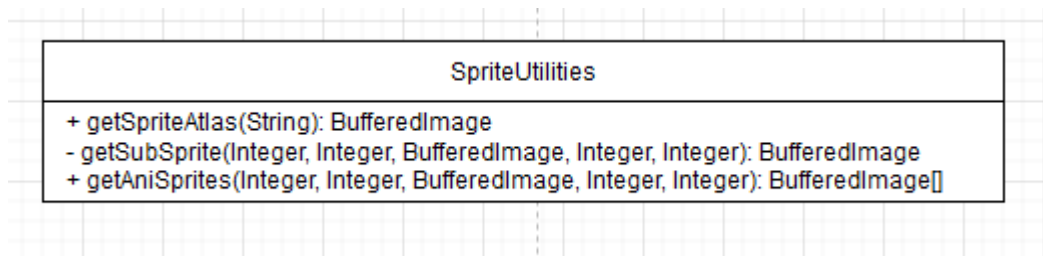 SpriteUtilities
+ getSpriteAtlas(String): BufferedImage
- getSubSprite(Integer, Integer, BufferedImage, Integer, Integer): BufferedImage
+ getAniSprites(Integer, Integer, BufferedImage, Integer, Integer): BufferedImage[]